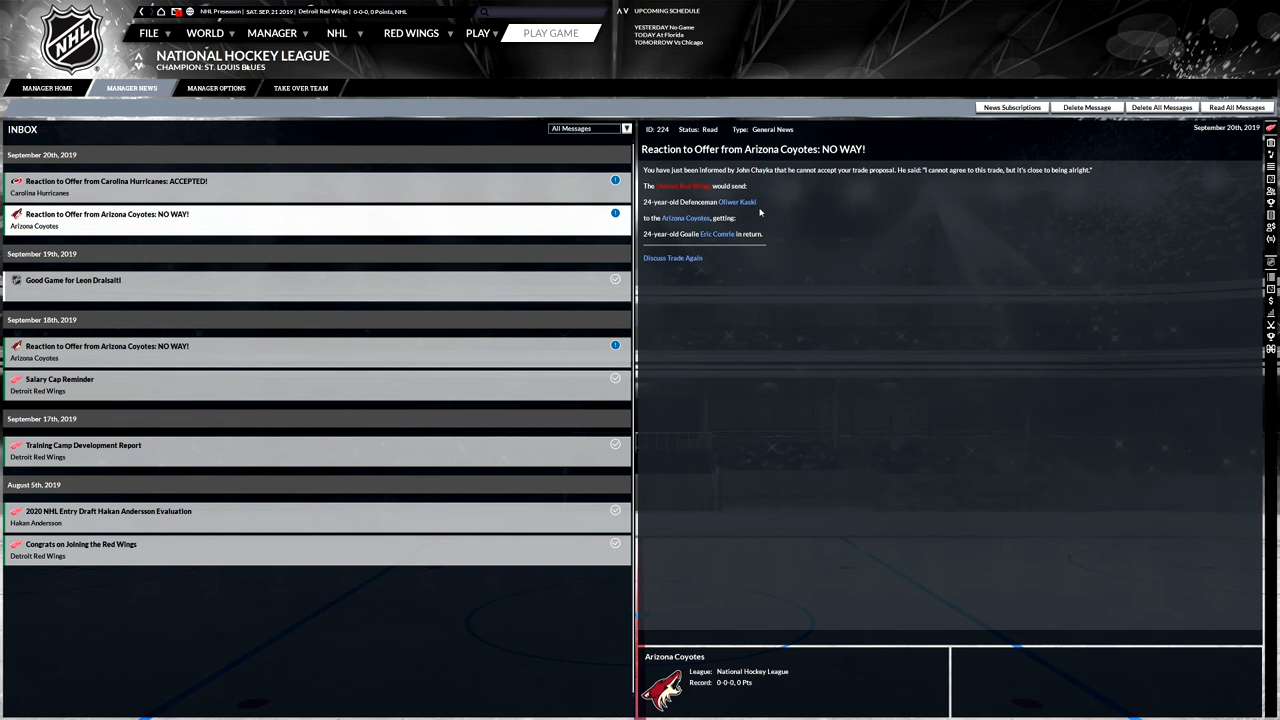 NHL Preseason | SAT. SEP. 21 2019 | Detroit Red Wings | 0-0-0, 0 Points, NHL
FILE WORLD MANAGER NHL RED WINGS PLAY PLAY GAME
NATIONAL HOCKEY LEAGUE
CHAMPION: ST. LOUIS BLUES
UPCOMING SCHEDULE
YESTERDAY No Game
TODAY At Florida
TOMORROW Vs Chicago
NHL
MANAGER HOME MANAGER NEWS MANAGER OPTIONS TAKE OVER TEAM
News Subscriptions Delete Message Delete All Messages Read All Messages
INBOX
All Messages
September 20th, 2019
Reaction to Offer from Carolina Hurricanes: ACCEPTED!
Carolina Hurricanes
Reaction to Offer from Arizona Coyotes: NO WAY!
Arizona Coyotes
September 19th, 2019
Good Game for Leon Draisaitl
September 18th, 2019
Reaction to Offer from Arizona Coyotes: NO WAY!
Arizona Coyotes
Salary Cap Reminder
Detroit Red Wings
September 17th, 2019
Training Camp Development Report
Detroit Red Wings
August 5th, 2019
2020 NHL Entry Draft Hakan Andersson Evaluation
Hakan Andersson
Congrats on Joining the Red Wings
Detroit Red Wings
ID: 224 Status: Read Type: General News
September 20th, 2019
Reaction to Offer from Arizona Coyotes: NO WAY!
You have just been informed by John Chayka that he cannot accept your trade proposal. He said: "I cannot agree to this trade, but it's close to being alright."
The Detroit Red Wings would send:
24-year-old Defenceman Oliwer Kaski
to the Arizona Coyotes, getting:
24-year-old Goalie Eric Comrie in return.
Discuss Trade Again
Arizona Coyotes
League: National Hockey League
Record: 0-0-0, 0 Pts